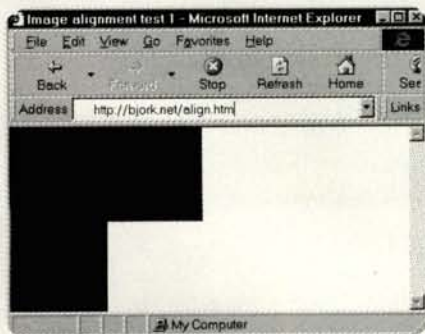 Image alignment test 1 - Microsoft Internet Explorer
File Edit View Go Favorites Help
Back Forward Stop Refresh Home
Address http://bjork.net/align.htm Links
My Computer